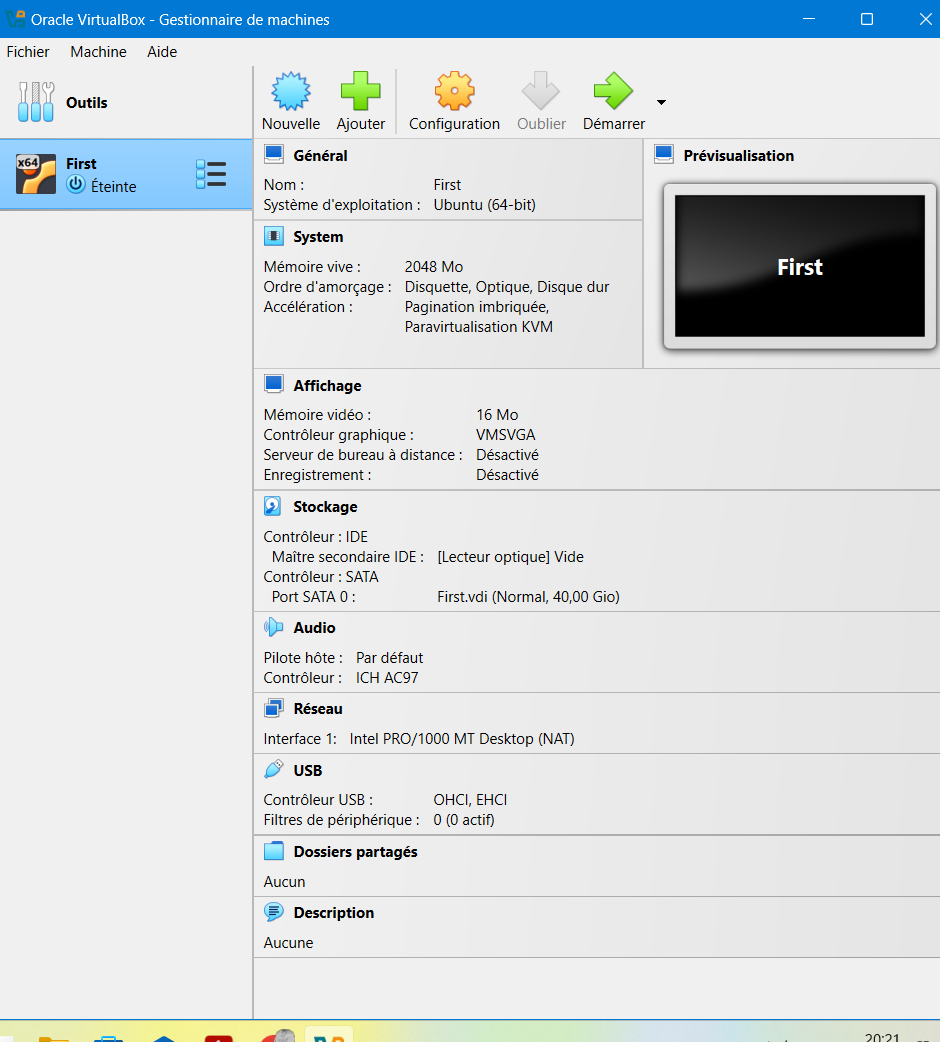 Oracle VirtualBox - Gestionnaire de machines
Fichier Machine Aide
Outils
Nouvelle Ajouter Configuration Oublier Démarrer
x64
First
Éteinte
Général
Nom : First
Système d'exploitation : Ubuntu (64-bit)
System
Mémoire vive : 2048 Mo
Ordre d'amorçage : Disquette, Optique, Disque dur
Accélération : Pagination imbriquée,
Paravirtualisation KVM
Prévisualisation
First
Affichage
Mémoire vidéo : 16 Mo
Contrôleur graphique : VMSVGA
Serveur de bureau à distance : Désactivé
Enregistrement : Désactivé
Stockage
Contrôleur : IDE
Maître secondaire IDE : [Lecteur optique] Vide
Contrôleur : SATA
Port SATA 0 : First.vdi (Normal, 40,00 Gio)
Audio
Pilote hôte : Par défaut
Contrôleur : ICH AC97
Réseau
Interface 1: Intel PRO/1000 MT Desktop (NAT)
USB
Contrôleur USB : OHCI, EHCI
Filtres de périphérique : 0 (0 actif)
Dossiers partagés
Aucun
Description
Aucune
20:21